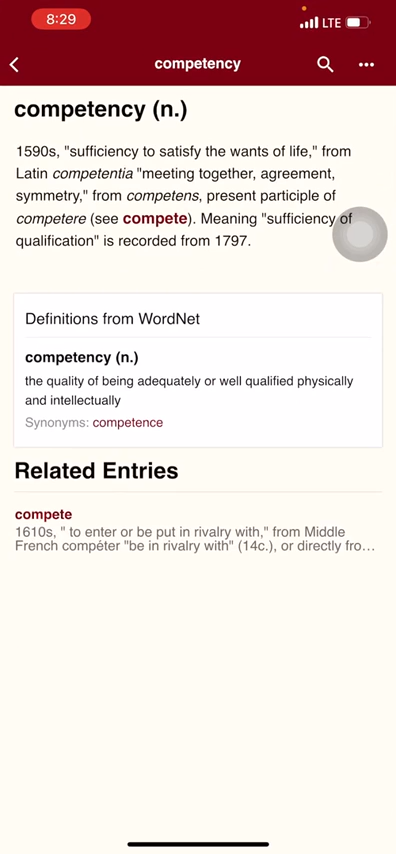 8:29
LTE
competency
competency (n.)
1590s, "sufficiency to satisfy the wants of life," from
Latin competentia "meeting together, agreement,
symmetry," from competens, present participle of
competere (see compete). Meaning "sufficiency of
qualification" is recorded from 1797.
Definitions from WordNet
competency (n.)
the quality of being adequately or well qualified physically
and intellectually
Synonyms: competence
Related Entries
compete
1610s, " to enter or be put in rivalry with," from Middle
French compéter "be in rivalry with" (14c.), or directly fro...